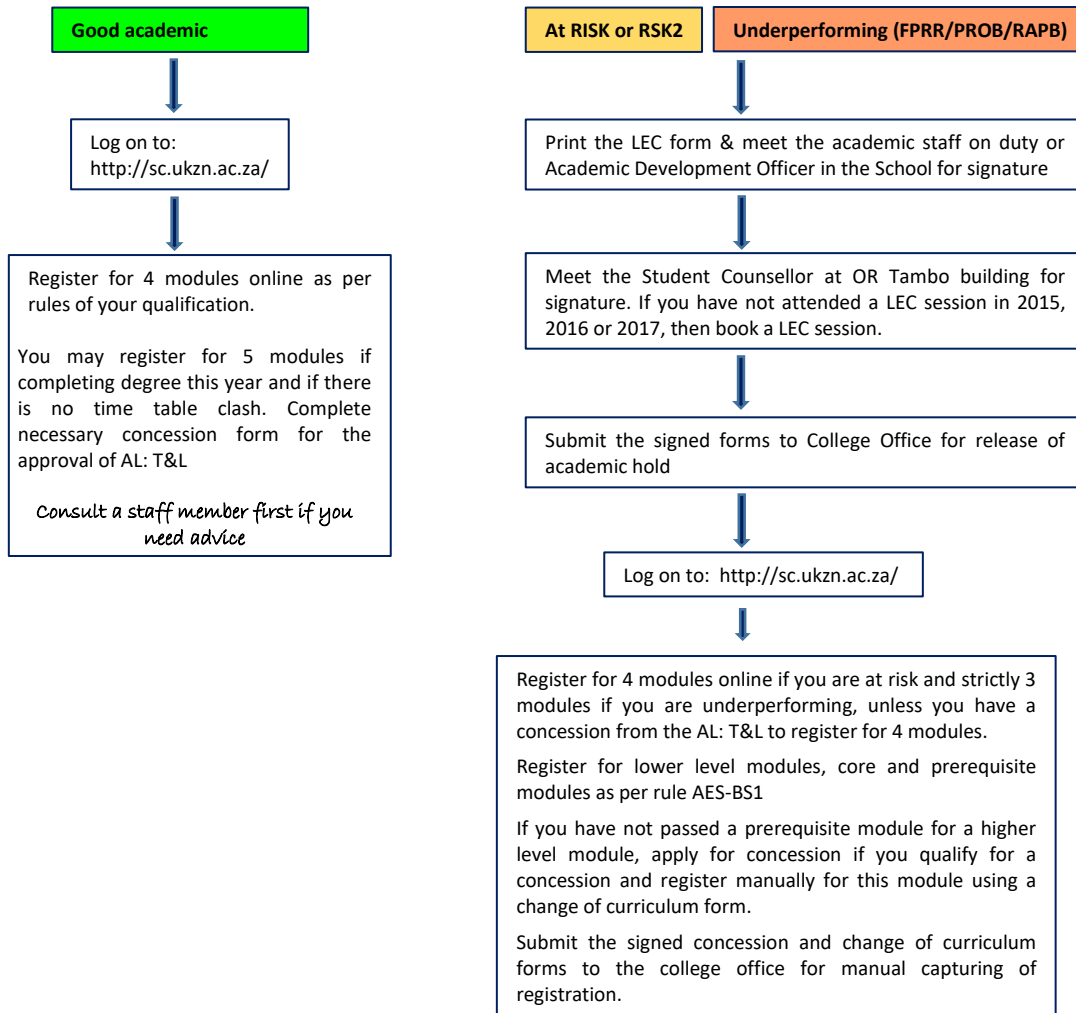 Good academic
Log on to:
http://sc.ukzn.ac.za/
Register for 4 modules online as per
rules of your qualification.
You may register for 5 modules if
completing degree this year and if there
is no time table clash. Complete
necessary concession form for the
approval of AL: T&L
Consult a staff member first if you
need advice
At RISK or RSK2
Underperforming (FPRR/PROB/RAPB)
Print the LEC form & meet the academic staff on duty or
Academic Development Officer in the School for signature
Meet the Student Counsellor at OR Tambo building for
signature. If you have not attended a LEC session in 2015,
2016 or 2017, then book a LEC session.
Submit the signed forms to College Office for release of
academic hold
Log on to: http://sc.ukzn.ac.za/
Register for 4 modules online if you are at risk and strictly 3
modules if you are underperforming, unless you have a
concession from the AL: T&L to register for 4 modules.
Register for lower level modules, core and prerequisite
modules as per rule AES-BS1
If you have not passed a prerequisite module for a higher
level module, apply for concession if you qualify for a
concession and register manually for this module using a
change of curriculum form.
Submit the signed concession and change of curriculum
forms to the college office for manual capturing of
registration.